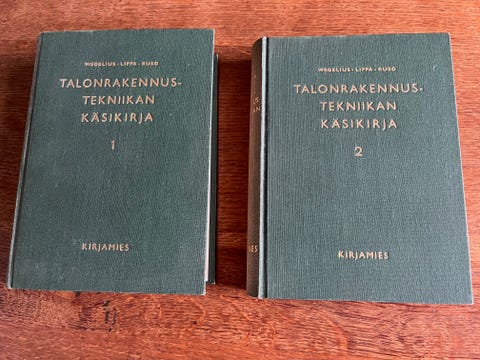 WEGELIUS · LIPPA · RUSO
TALONRAKENNUS-
TEKNIIKAN
KÄSIKIRJA
1
KIRJAMIES
WEGELIUS · LIPPA · RUSO
TALONRAKENNUS-
TEKNIIKAN
KÄSIKIRJA
2
KIRJAMIES